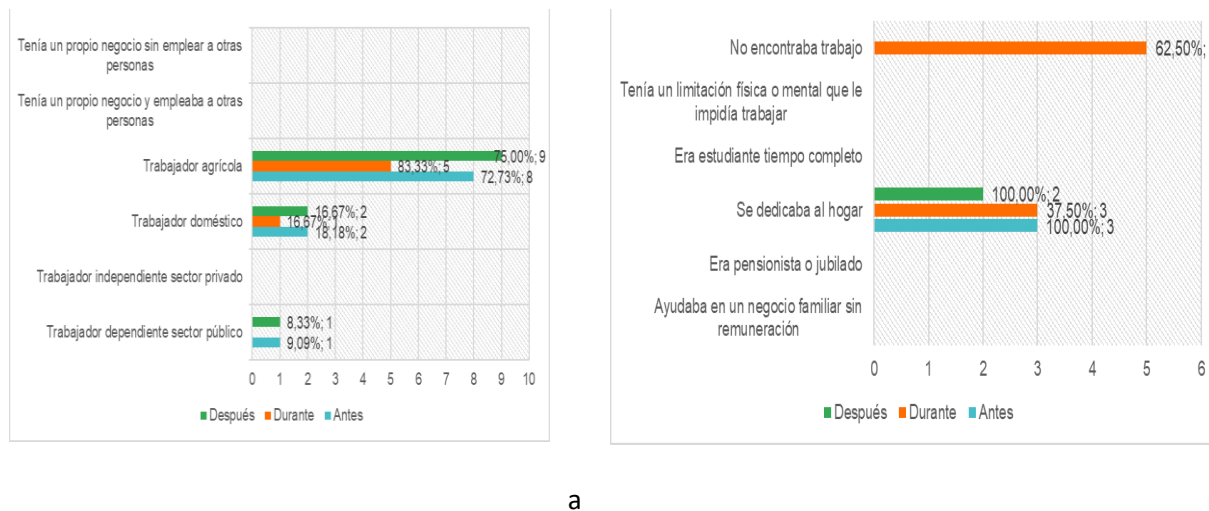 Tenía un propio negocio sin emplear a otras
personas
Tenía un propio negocio y empleaba a otras
personas
Trabajador agrícola
75,00%; 9
83,33%; 5
72,73%; 8
Trabajador doméstico
16,67%; 2
16,67%; 1
18,18%; 2
Trabajador independiente sector privado
Trabajador dependiente sector público
8,33%; 1
9,09%; 1
0 1 2 3 4 5 6 7 8 9 10
Después Durante Antes
No encontraba trabajo
62,50%;
Tenía un limitación física o mental que le
impidía trabajar
Era estudiante tiempo completo
Se dedicaba al hogar
100,00%; 2
37,50%; 3
100,00%; 3
Era pensionista o jubilado
Ayudaba en un negocio familiar sin
remuneración
0 1 2 3 4 5 6
Después Durante Antes
a